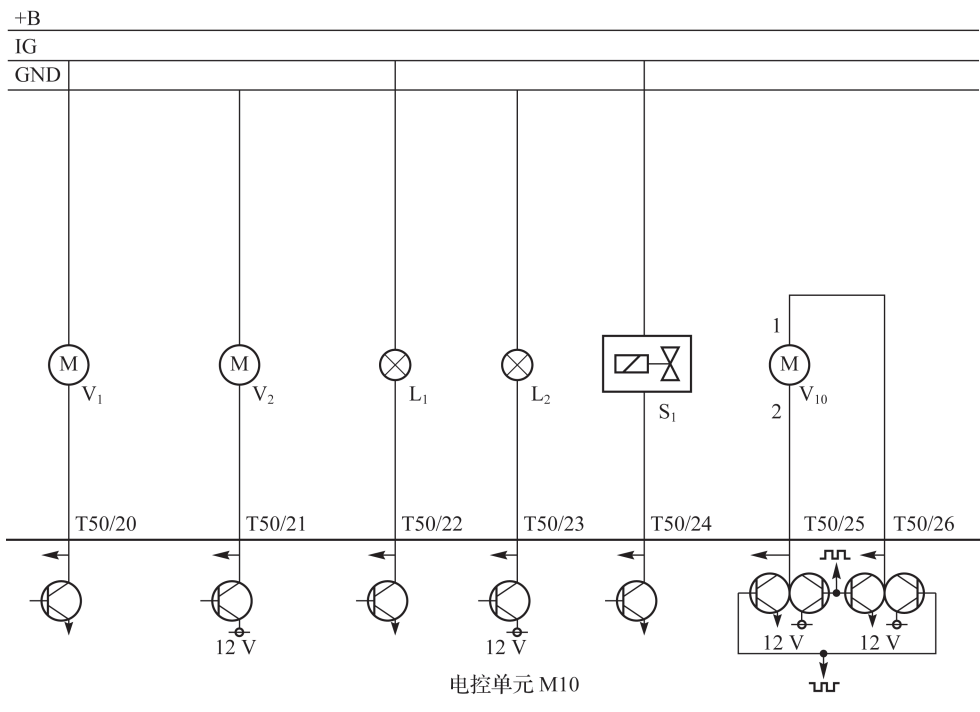 +B
IG
GND
M
V₁
M
V₂
L₁
L₂
S₁
1
M
V₁₀
2
T50/20
T50/21
T50/22
T50/23
T50/24
T50/25
T50/26
12 V
12 V
12 V
12 V
电控单元 M10